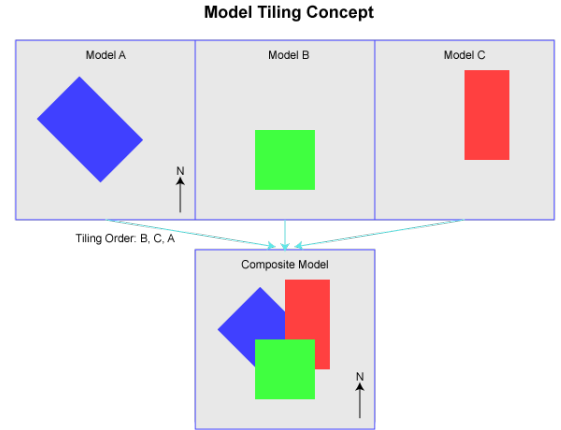 Model Tiling Concept
Model A
Model B
Model C
N
Tiling Order: B, C, A
Composite Model
N